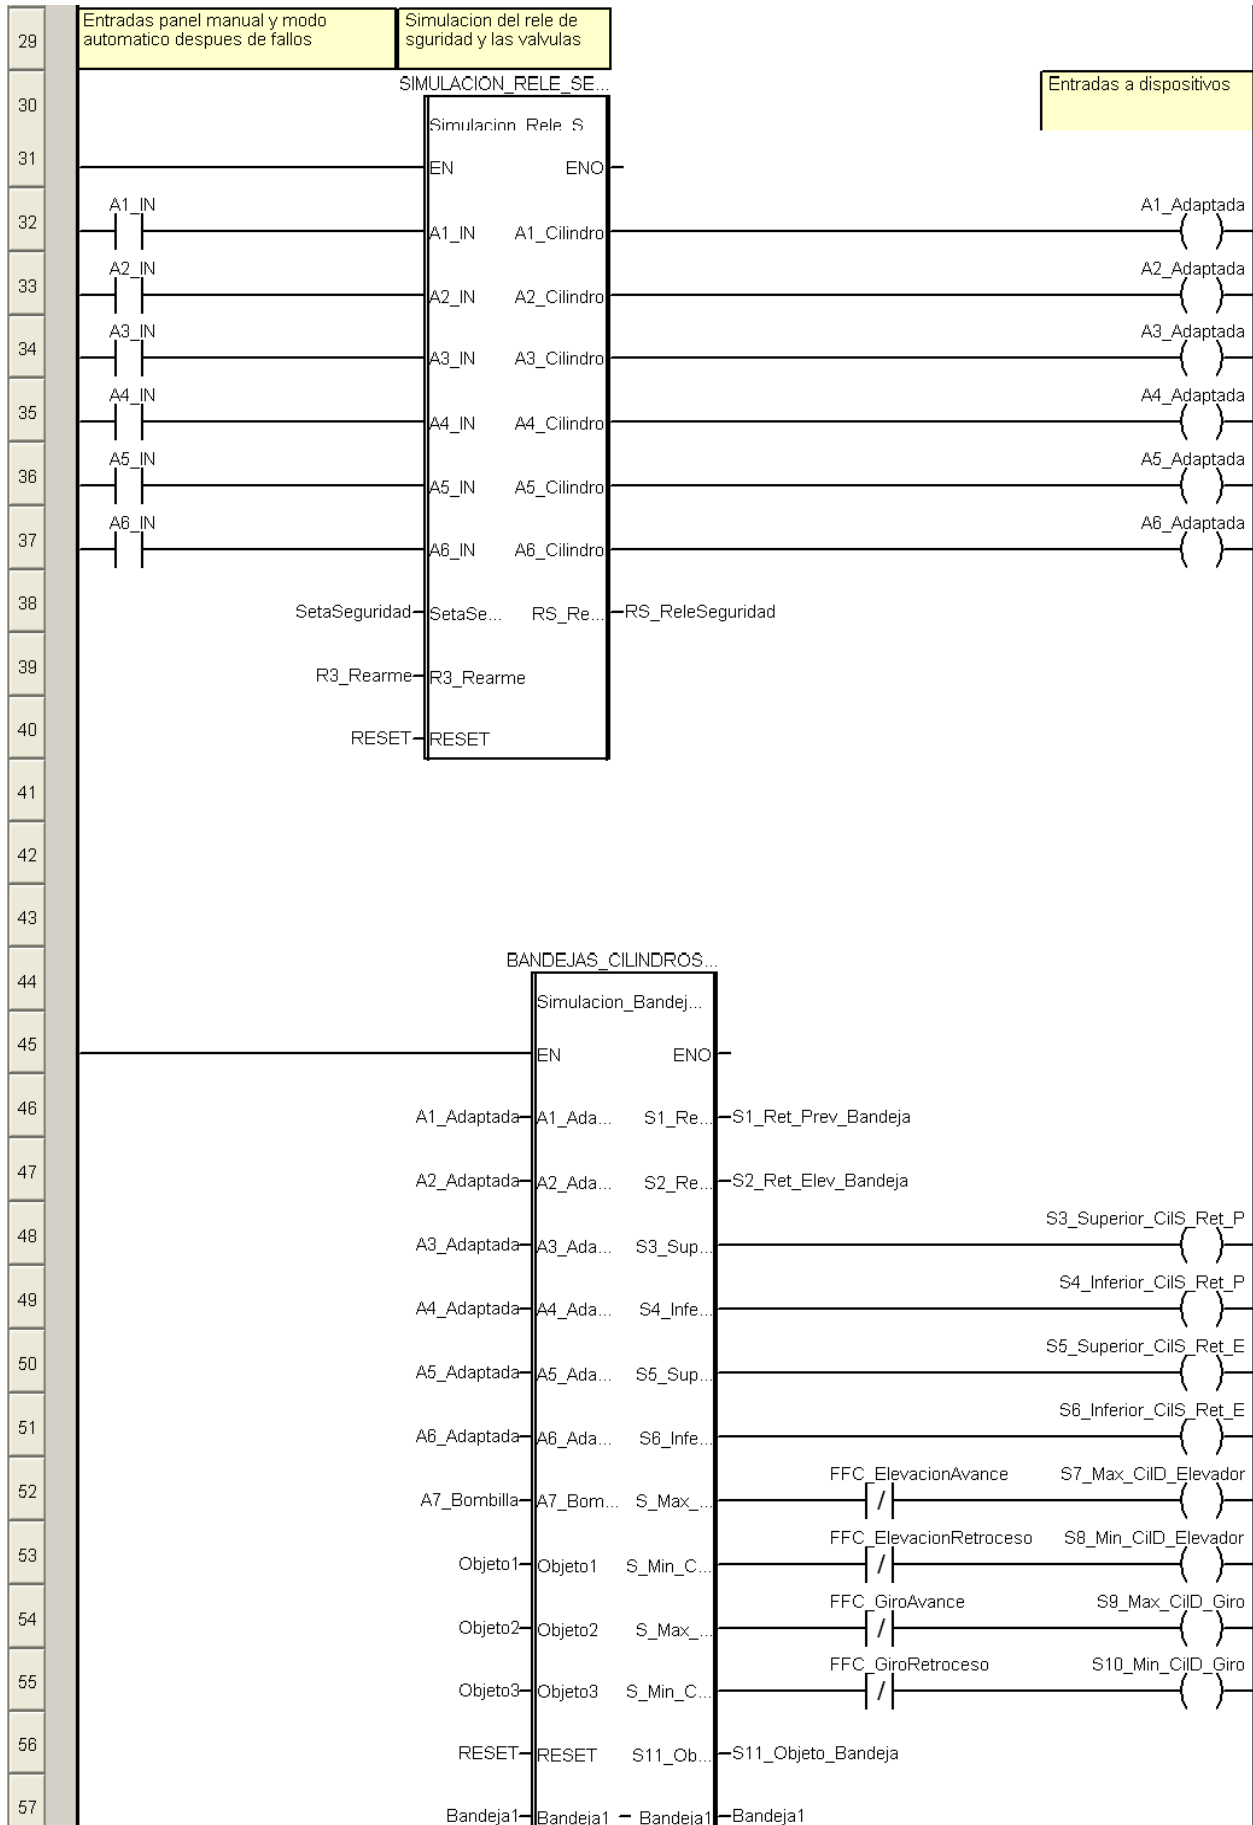 29
Entradas panel manual y modo
automatico despues de fallos
Simulacion del rele de
sguridad y las valvulas
SIMULACION_RELE_SE...
30
Simulacion_Rele_S
Entradas a dispositivos
31
EN ENO
A1_IN A1_Adaptada
32
A1_IN A1_Cilindro
A2_IN A2_Adaptada
33
A2_IN A2_Cilindro
A3_IN A3_Adaptada
34
A3_IN A3_Cilindro
A4_IN A4_Adaptada
35
A4_IN A4_Cilindro
A5_IN A5_Adaptada
36
A5_IN A5_Cilindro
A6_IN A6_Adaptada
37
A6_IN A6_Cilindro
38
SetaSeguridad SetaSe... RS_Re... RS_ReleSeguridad
39
R3_Rearme R3_Rearme
40
RESET RESET
41
42
43
BANDEJAS_CILINDROS...
44
Simulacion_Bandej...
45
EN ENO
46
A1_Adaptada A1_Ada... S1_Re... S1_Ret_Prev_Bandeja
47
A2_Adaptada A2_Ada... S2_Re... S2_Ret_Elev_Bandeja
S3_Superior_CilS_Ret_P
48
A3_Adaptada A3_Ada... S3_Sup...
S4_Inferior_CilS_Ret_P
49
A4_Adaptada A4_Ada... S4_Infe...
S5_Superior_CilS_Ret_E
50
A5_Adaptada A5_Ada... S5_Sup...
S6_Inferior_CilS_Ret_E
51
A6_Adaptada A6_Ada... S6_Infe...
FFC_ElevacionAvance S7_Max_CilD_Elevador
52
A7_Bombilla A7_Bom... S_Max_...
FFC_ElevacionRetroceso S8_Min_CilD_Elevador
53
Objeto1 Objeto1 S_Min_C...
FFC_GiroAvance S9_Max_CilD_Giro
54
Objeto2 Objeto2 S_Max_...
FFC_GiroRetroceso S10_Min_CilD_Giro
55
Objeto3 Objeto3 S_Min_C...
56
RESET RESET S11_Ob... S11_Objeto_Bandeja
57
Bandeja1 Bandeja1 – Bandeja1 Bandeja1